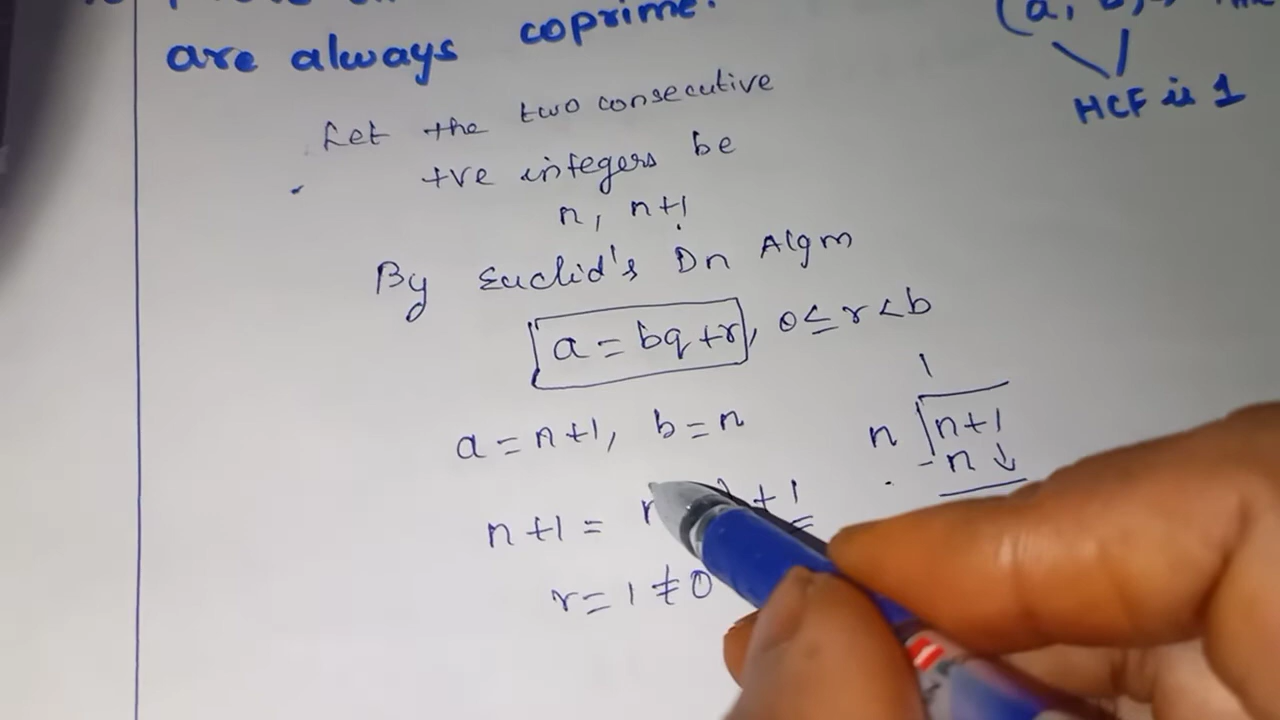 are always coprime.
HCF is 1
Let the two consecutive
+ve integers be
n, n+1
By Euclid's Dn Algm
a = bq+r, 0≤r<b
a = n+1, b = n
1
n n+1
-n ↓
n+1 = + 1
r = 1 ≠ 0